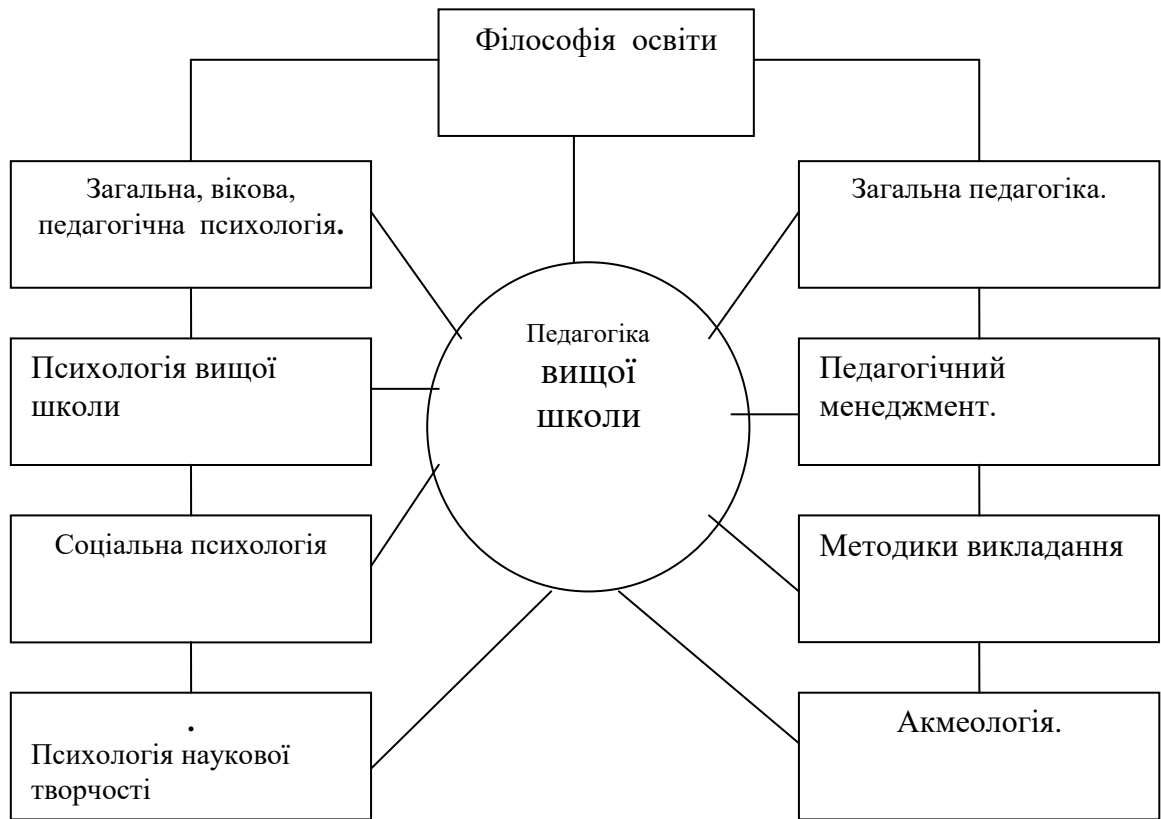 Філософія освіти
Загальна, вікова,
педагогічна психологія.
Загальна педагогіка.
Педагогіка
вищої
школи
Психологія вищої
школи
Педагогічний
менеджмент.
Соціальна психологія
Методики викладання
.
Психологія наукової
творчості
Акмеологія.